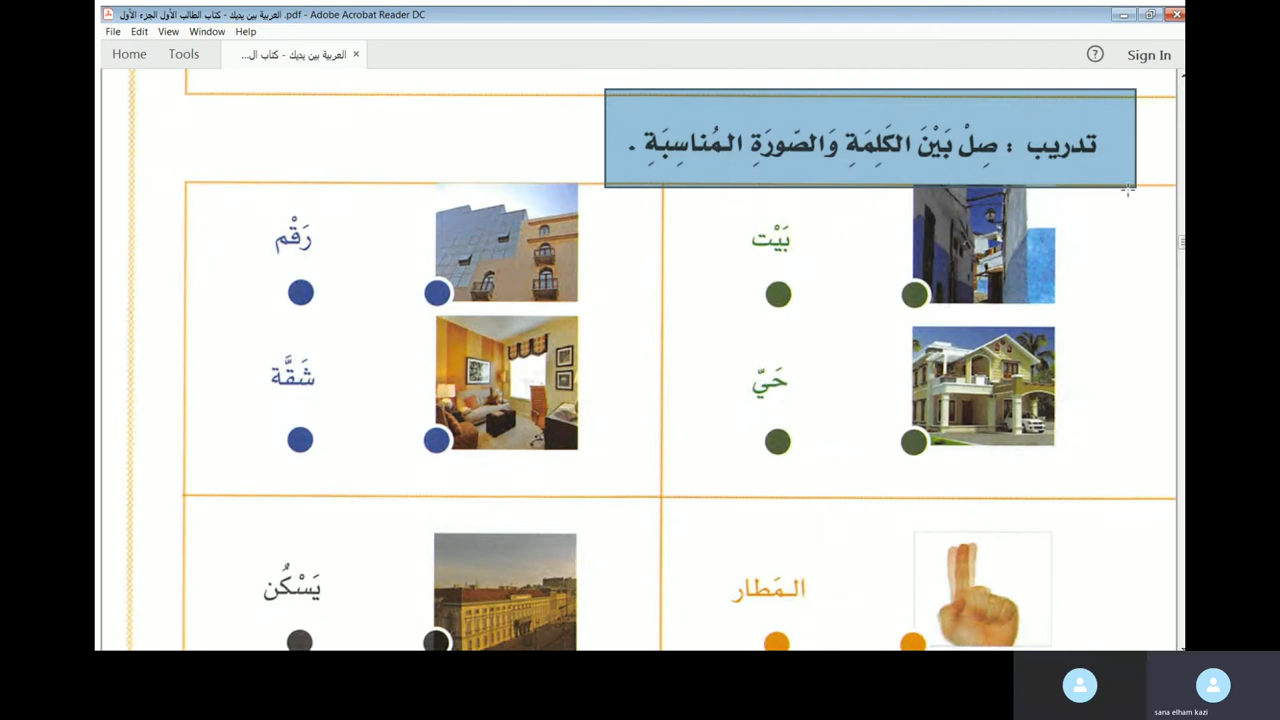 العربية بين يديك - كتاب الطالب الأول الجزء الأول.pdf - Adobe Acrobat Reader DC
File Edit View Window Help
Home Tools العربية بين يديك - كتاب ال... × ? Sign In
تدريب : صِلْ بَيْنَ الكَلِمَةِ وَالصّورَةِ المُناسِبَةِ .
بَيْت
رَقْم
حَيّ
شَقَّة
المَطار
يَسْكُن
sana elham kazi